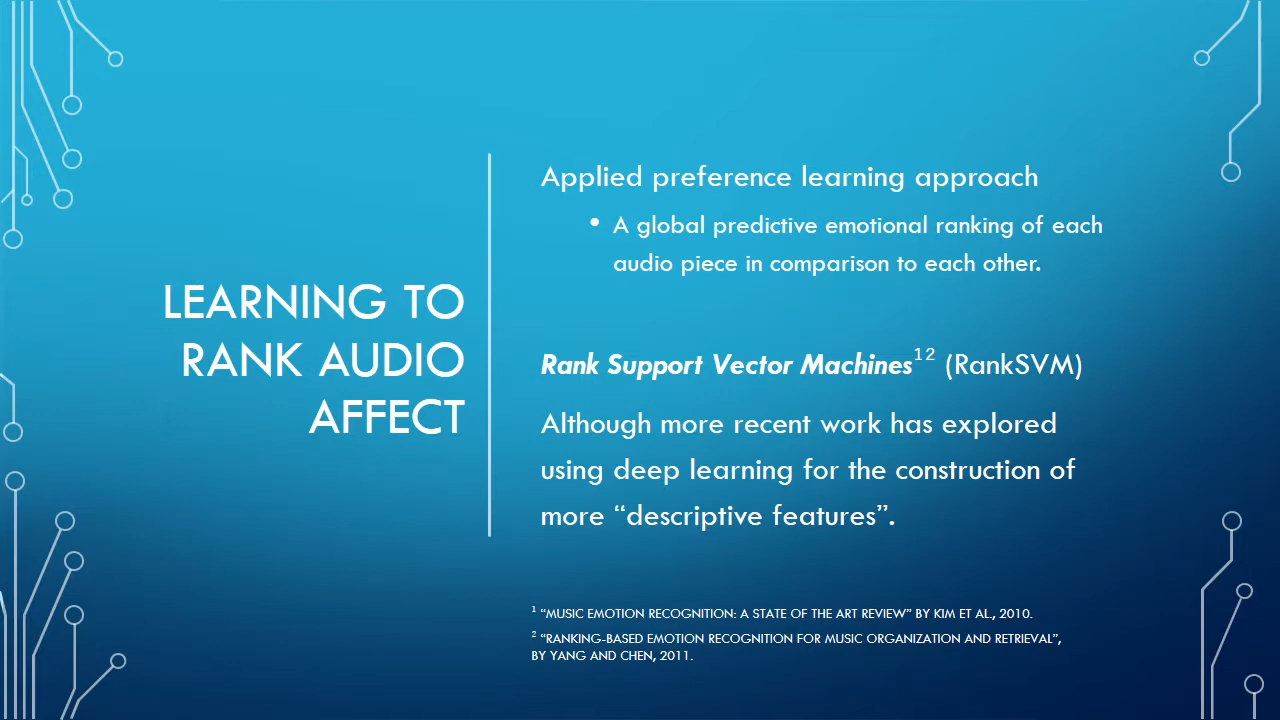 LEARNING TO
RANK AUDIO
AFFECT
Applied preference learning approach
• A global predictive emotional ranking of each
audio piece in comparison to each other.
Rank Support Vector Machines¹² (RankSVM)
Although more recent work has explored
using deep learning for the construction of
more “descriptive features”.
¹ “MUSIC EMOTION RECOGNITION: A STATE OF THE ART REVIEW” BY KIM ET AL., 2010.
² “RANKING-BASED EMOTION RECOGNITION FOR MUSIC ORGANIZATION AND RETRIEVAL”,
BY YANG AND CHEN, 2011.